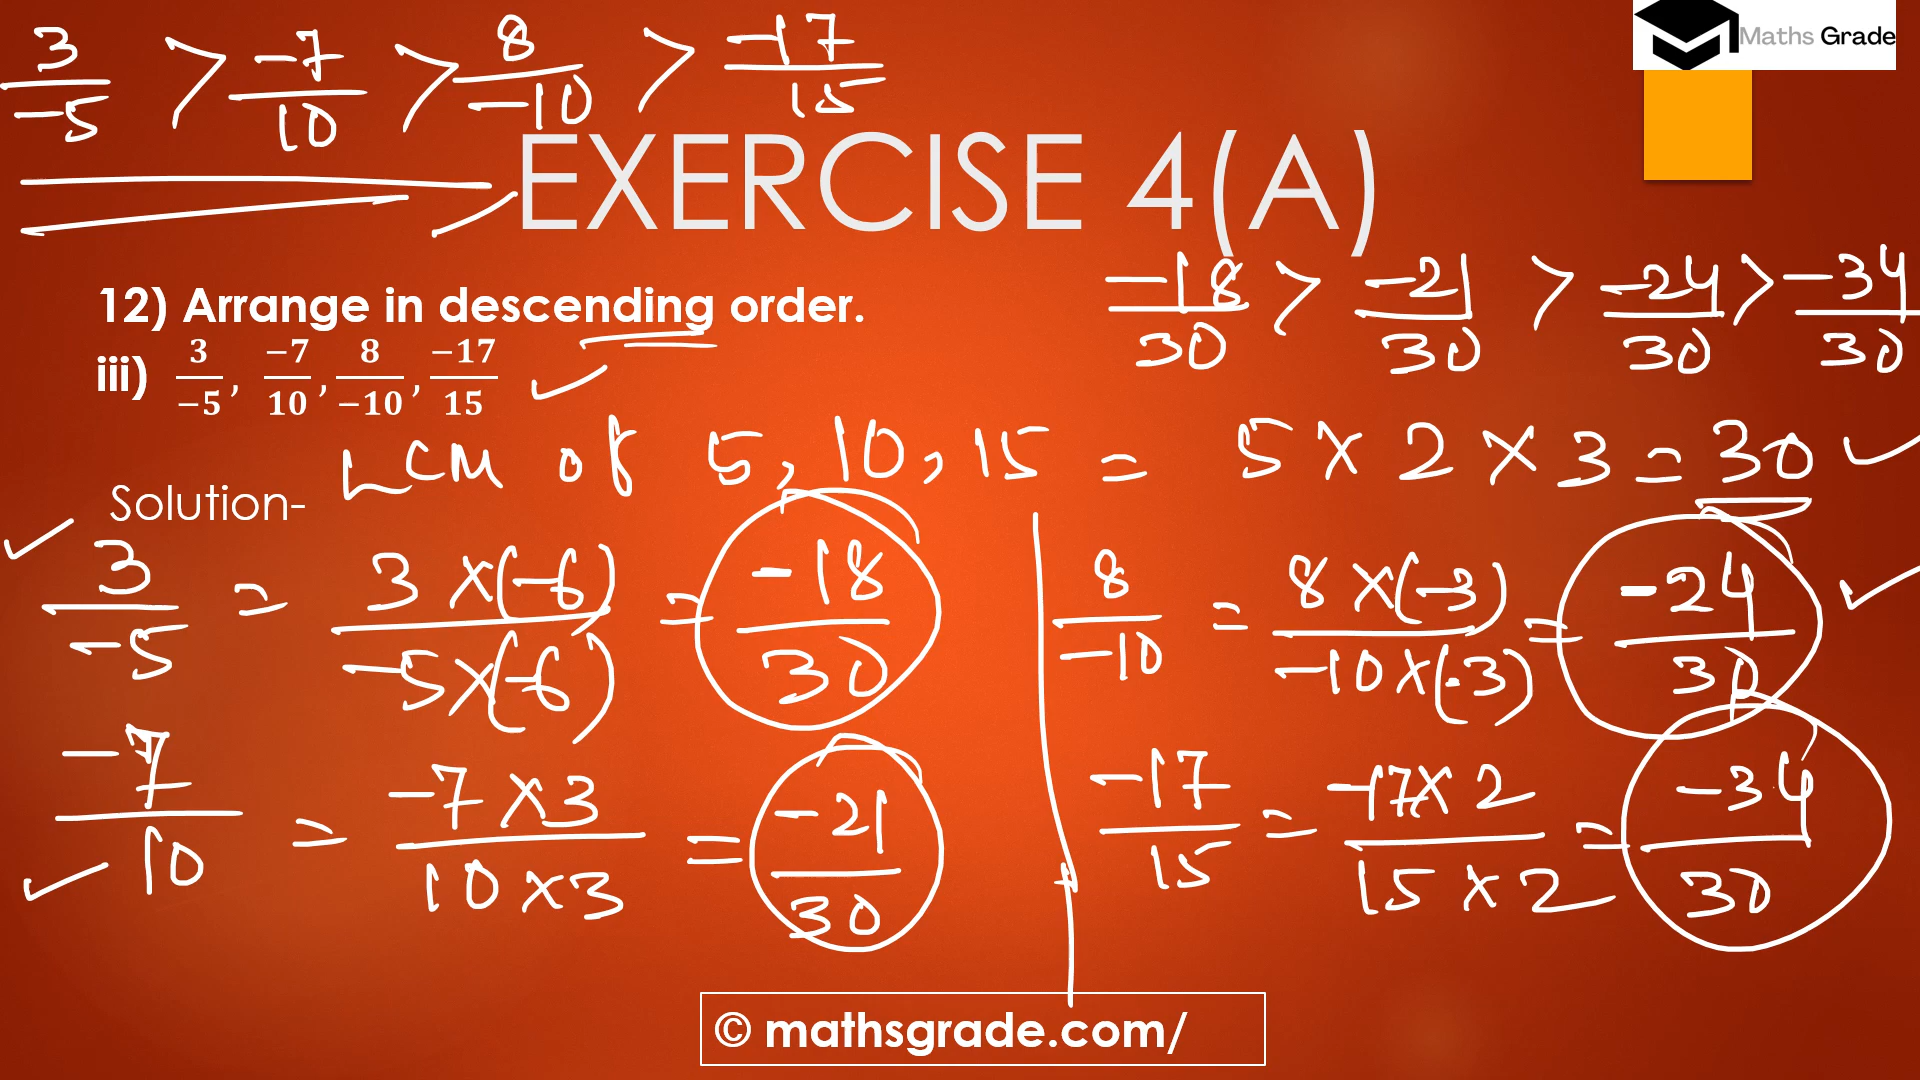 3/-5 > -7/10 > 8/-10 > -17/15
Maths Grade
EXERCISE 4(A)
12) Arrange in descending order.
-18/30 > -21/30 > -24/30 > -34/30
iii) 3/-5, -7/10, 8/-10, -17/15
LCM of 5, 10, 15 = 5 × 2 × 3 = 30
Solution-
3/-5 = 3 × (-6)/-5 × (-6) = -18/30
8/-10 = 8 × (-3)/-10 × (-3) = -24/30
-7/10 = -7 × 3/10 × 3 = -21/30
-17/15 = -17 × 2/15 × 2 = -34/30
© mathsgrade.com/